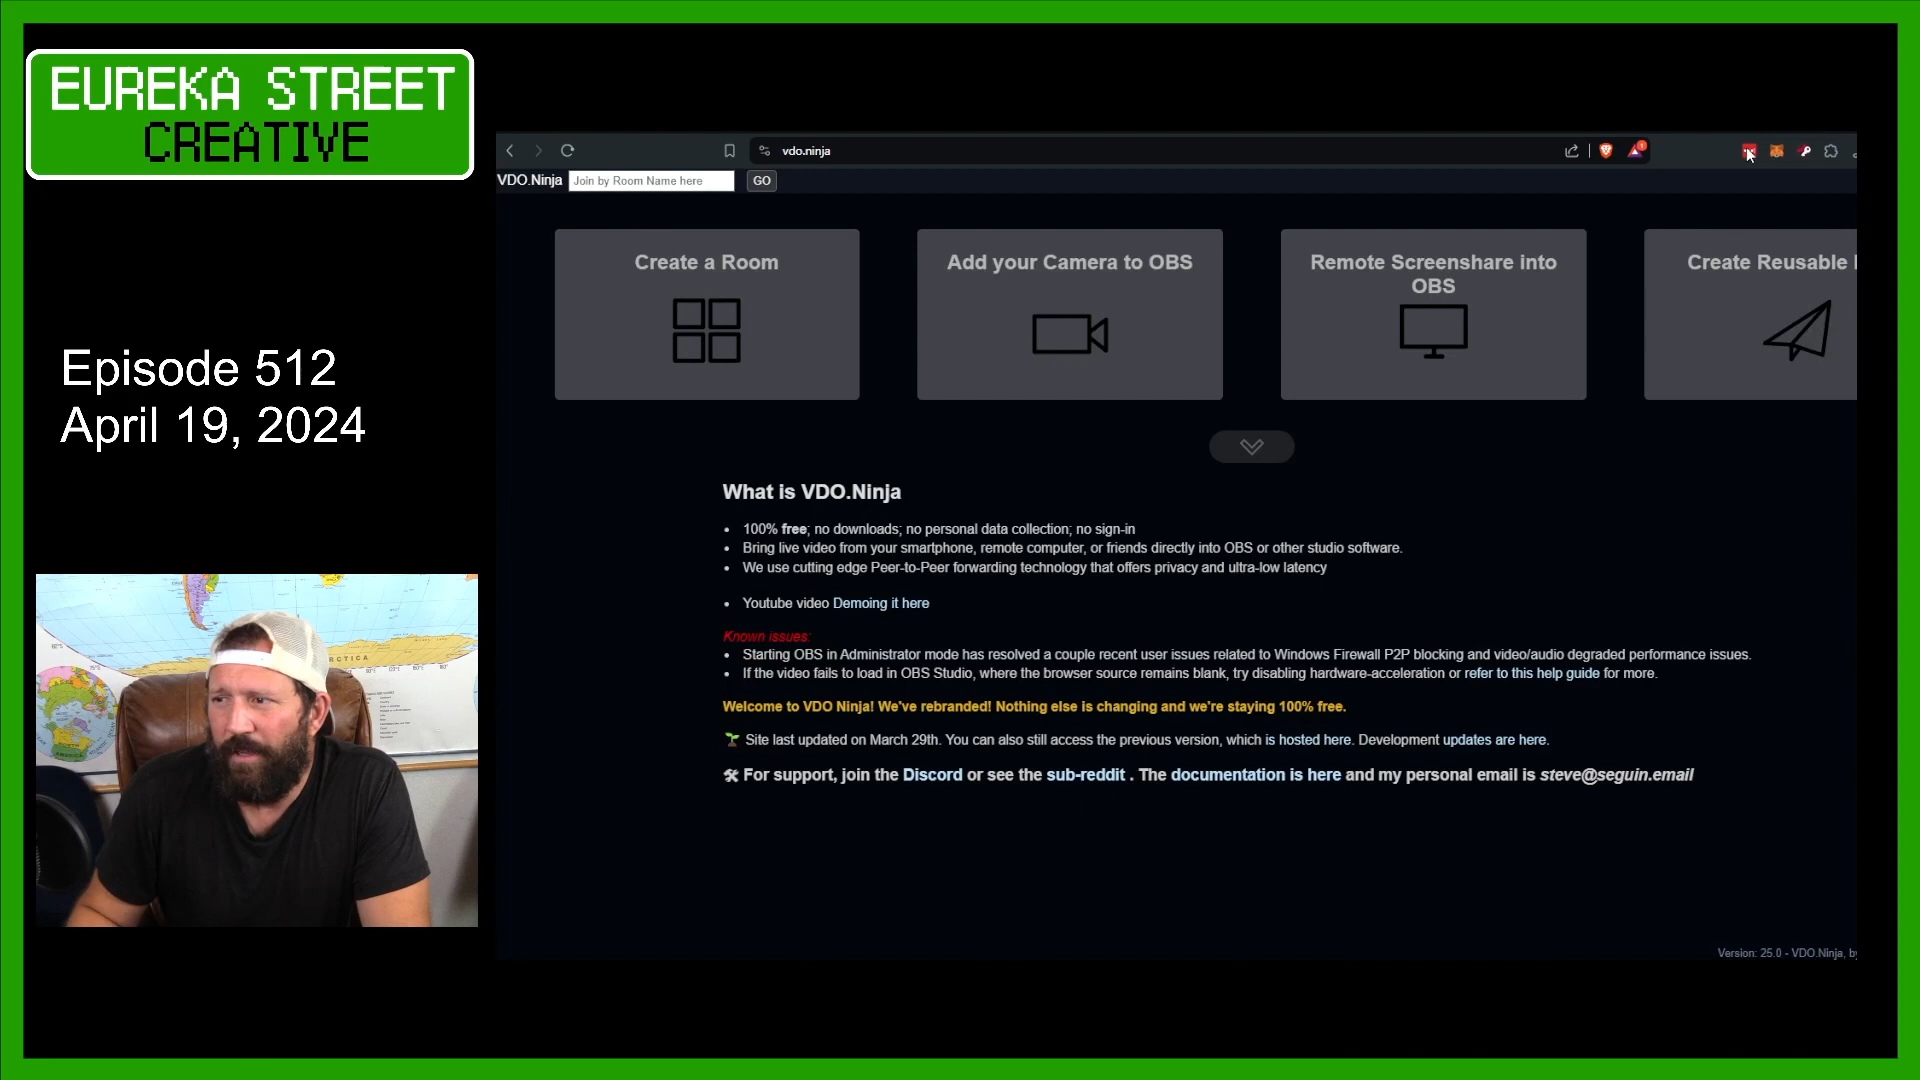 EUREKA STREET
CREATIVE
Episode 512
April 19, 2024
vdo.ninja
1
VDO.Ninja
Join by Room Name here
GO
Create a Room
Add your Camera to OBS
Remote Screenshare into
OBS
Create Reusable
What is VDO.Ninja
• 100% free; no downloads; no personal data collection; no sign-in
• Bring live video from your smartphone, remote computer, or friends directly into OBS or other studio software.
• We use cutting edge Peer-to-Peer forwarding technology that offers privacy and ultra-low latency
• Youtube video Demoing it here
Known issues:
• Starting OBS in Administrator mode has resolved a couple recent user issues related to Windows Firewall P2P blocking and video/audio degraded performance issues.
• If the video fails to load in OBS Studio, where the browser source remains blank, try disabling hardware-acceleration or refer to this help guide for more.
Welcome to VDO Ninja! We've rebranded! Nothing else is changing and we're staying 100% free.
Site last updated on March 29th. You can also still access the previous version, which is hosted here. Development updates are here.
For support, join the Discord or see the sub-reddit . The documentation is here and my personal email is steve@seguin.email
Version: 25.0 - VDO.Ninja, by